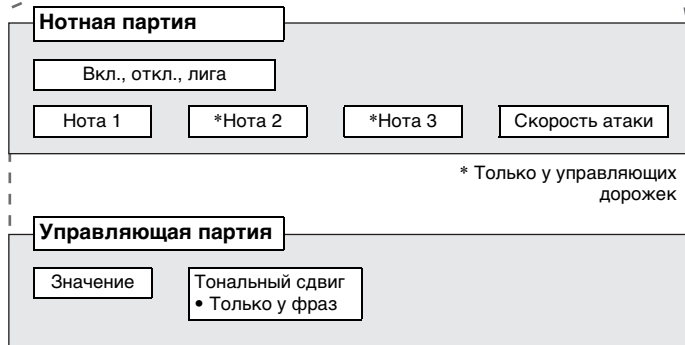 Нотная партия
Вкл., откл., лига
Нота 1
*Нота 2
*Нота 3
Скорость атаки
* Только у управляющих
дорожек
Управляющая партия
Значение
Тональный сдвиг
• Только у фраз